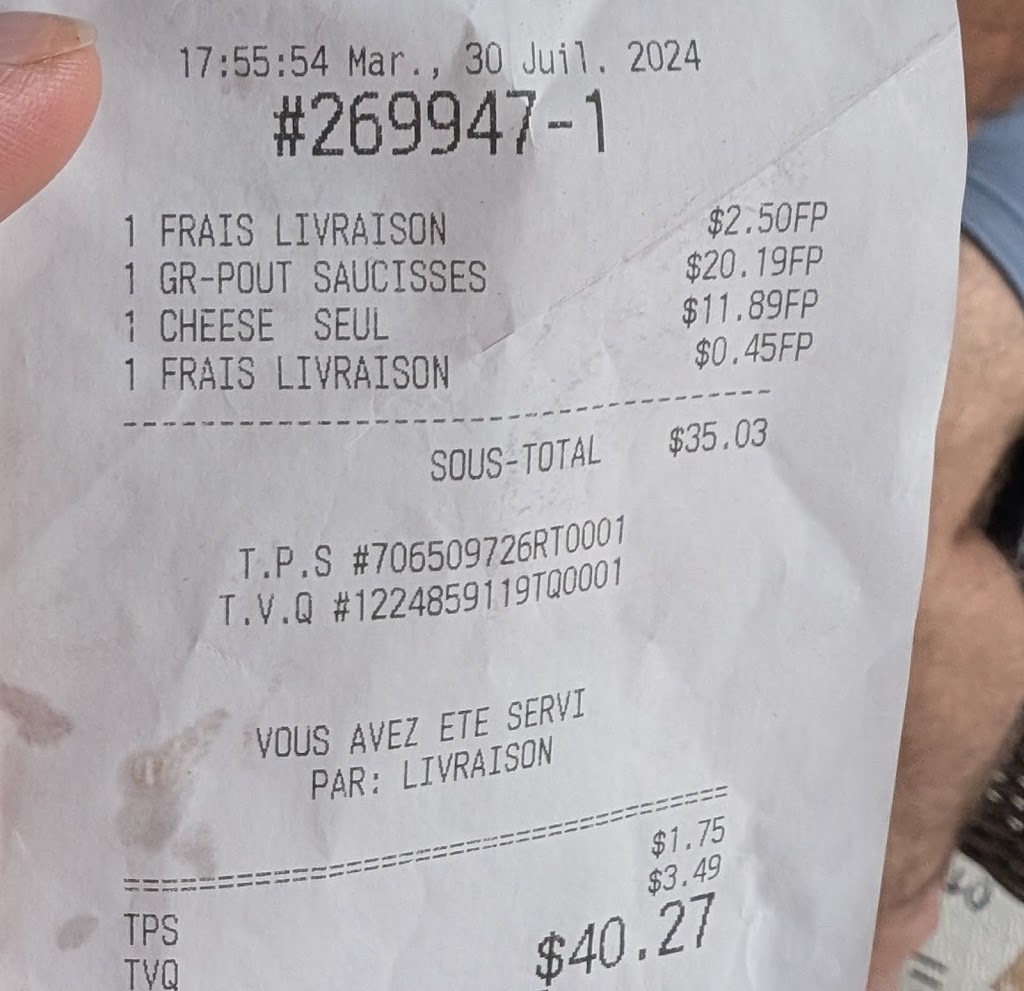 17:55:54 Mar., 30 Juil. 2024
#269947-1
1 FRAIS LIVRAISON $2.50FP
1 GR-POUT SAUCISSES $20.19FP
1 CHEESE SEUL $11.89FP
1 FRAIS LIVRAISON $0.45FP
SOUS-TOTAL $35.03
T.P.S #706509726RT0001
T.V.Q #1224859119TQ0001
VOUS AVEZ ETE SERVI
PAR: LIVRAISON
TPS $1.75
TVQ $3.49
$40.27